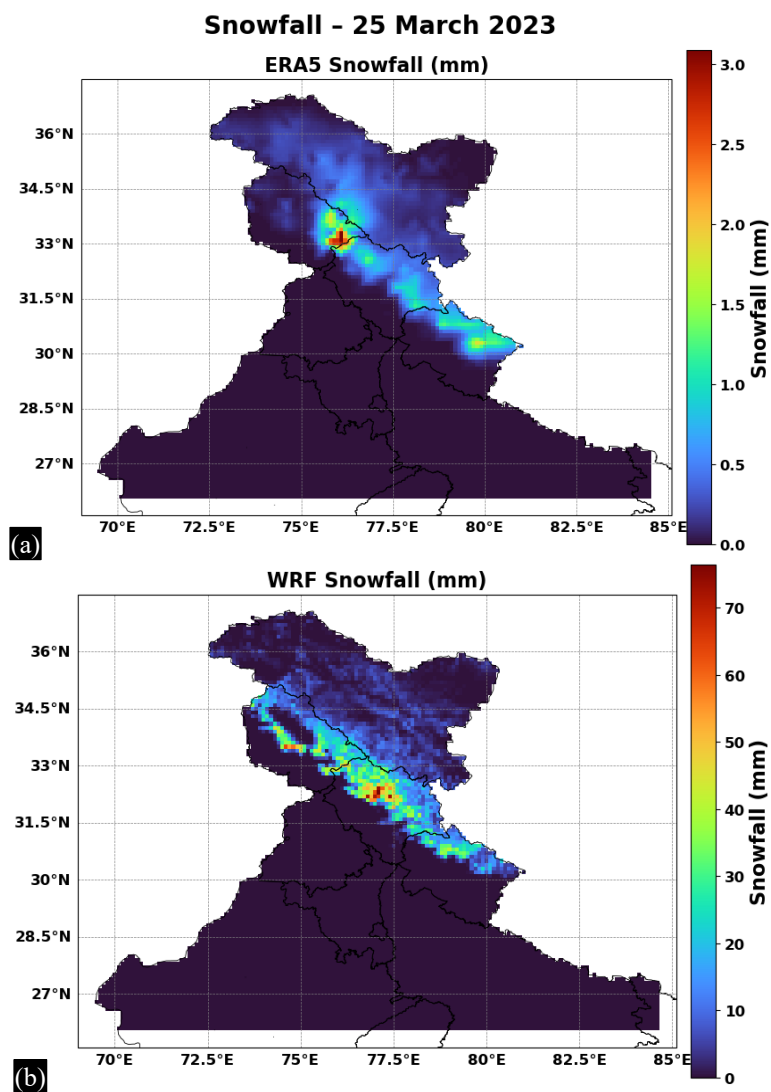 Snowfall – 25 March 2023
ERA5 Snowfall (mm)
36°N
34.5°N
33°N
31.5°N
30°N
28.5°N
27°N
70°E
72.5°E
75°E
77.5°E
80°E
82.5°E
85°E
3.0
2.5
2.0
1.5
1.0
0.5
0.0
Snowfall (mm)
(a)
WRF Snowfall (mm)
36°N
34.5°N
33°N
31.5°N
30°N
28.5°N
27°N
70°E
72.5°E
75°E
77.5°E
80°E
82.5°E
85°E
70
60
50
40
30
20
10
0
Snowfall (mm)
(b)